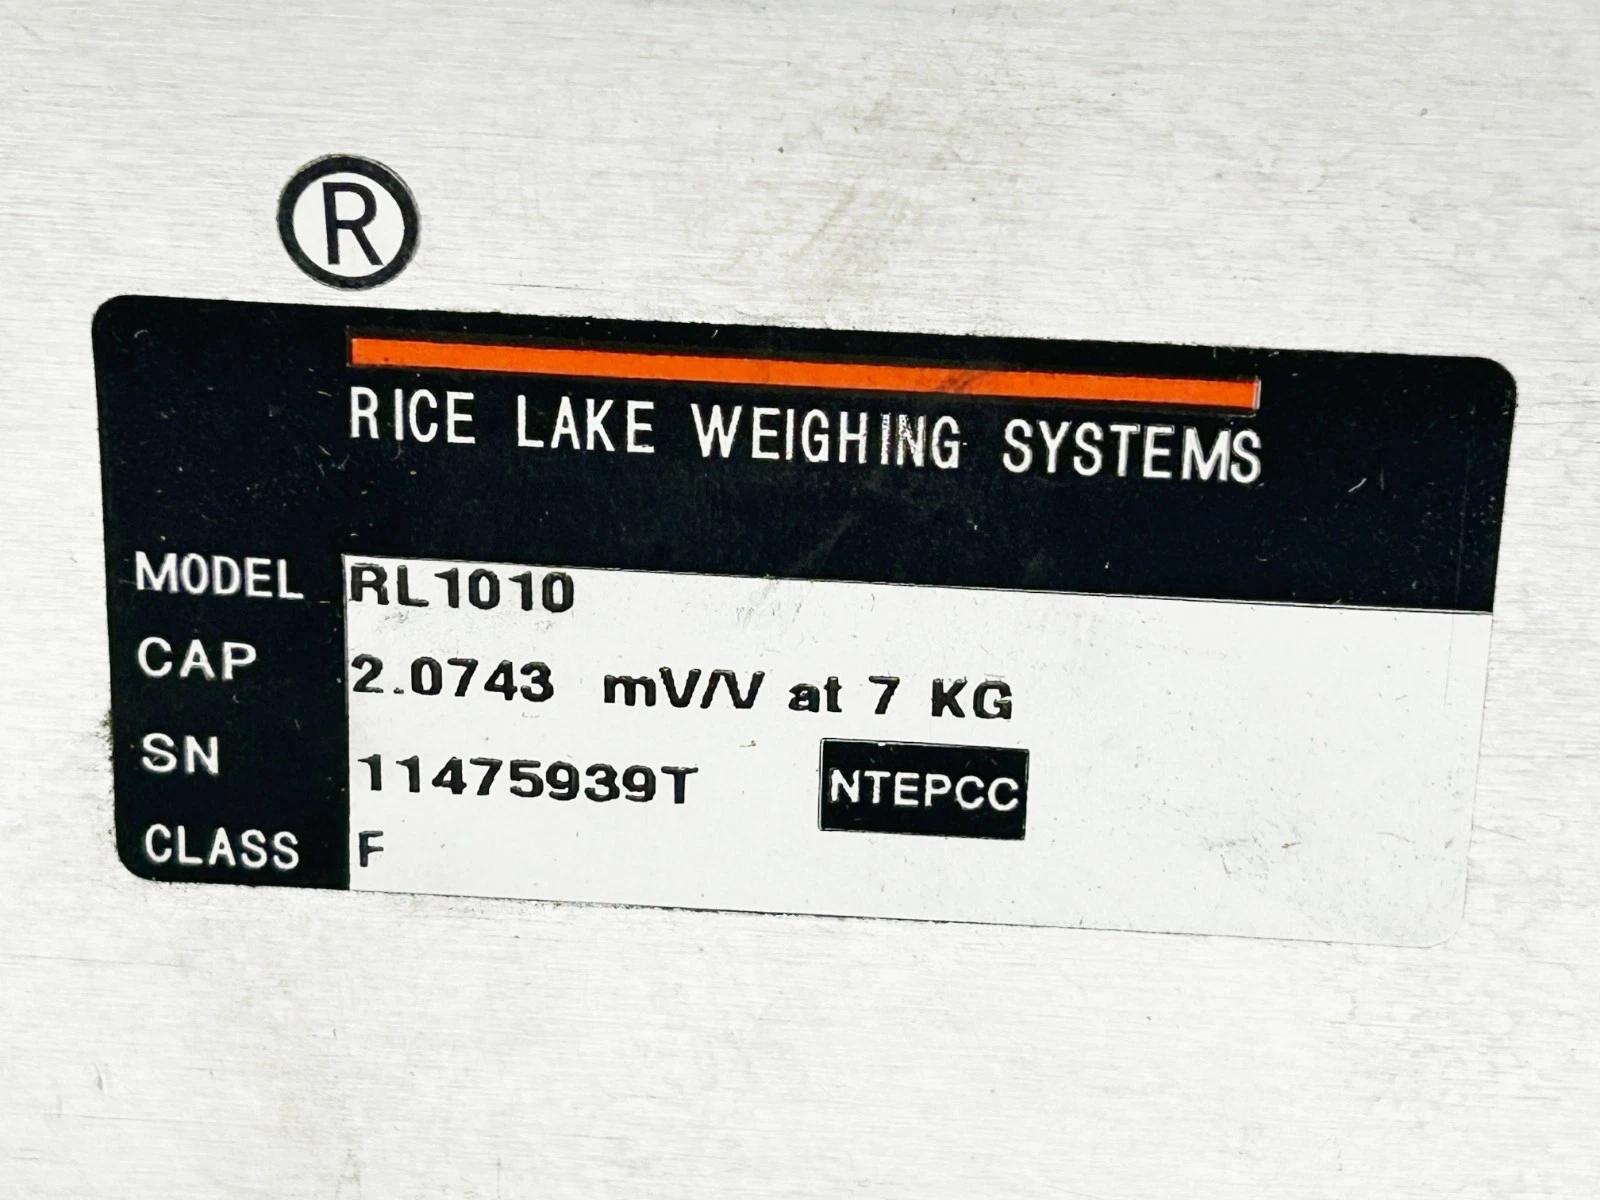 ®
RICE LAKE WEIGHING SYSTEMS
MODEL RL1010
CAP 2.0743 mV/V at 7 KG
SN 11475939T NTEPCC
CLASS F